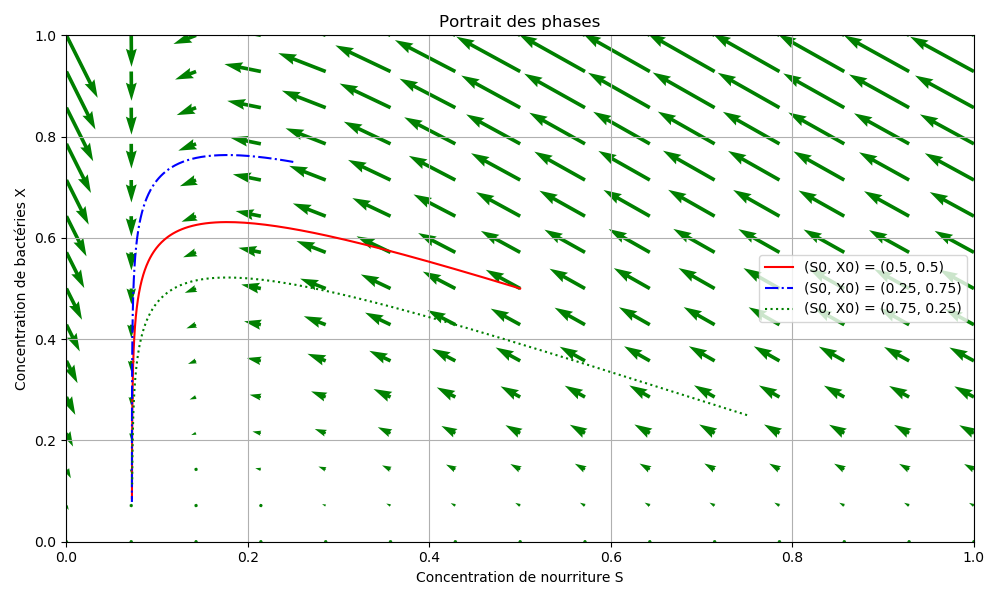 Portrait des phases
Concentration de bactéries X
1.0
0.8
0.6
0.4
0.2
0.0
(S0, X0) = (0.5, 0.5)
(S0, X0) = (0.25, 0.75)
(S0, X0) = (0.75, 0.25)
0.0 0.2 0.4 0.6 0.8 1.0
Concentration de nourriture S